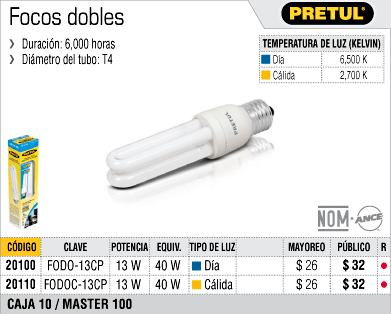 Focos dobles
PRETUL®
Duración: 6,000 horas
Diámetro del tubo: T4
TEMPERATURA DE LUZ (KELVIN)
Día 6,500 K
Cálida 2,700 K
PRETUL
PRETUL
NOM-ANCE
CÓDIGO CLAVE POTENCIA EQUIV. TIPO DE LUZ MAYOREO PÚBLICO R
20100 FODO-13CP 13 W 40 W Día $ 26 $ 32
20110 FODOC-13CP 13 W 40 W Cálida $ 26 $ 32
CAJA 10 / MASTER 100